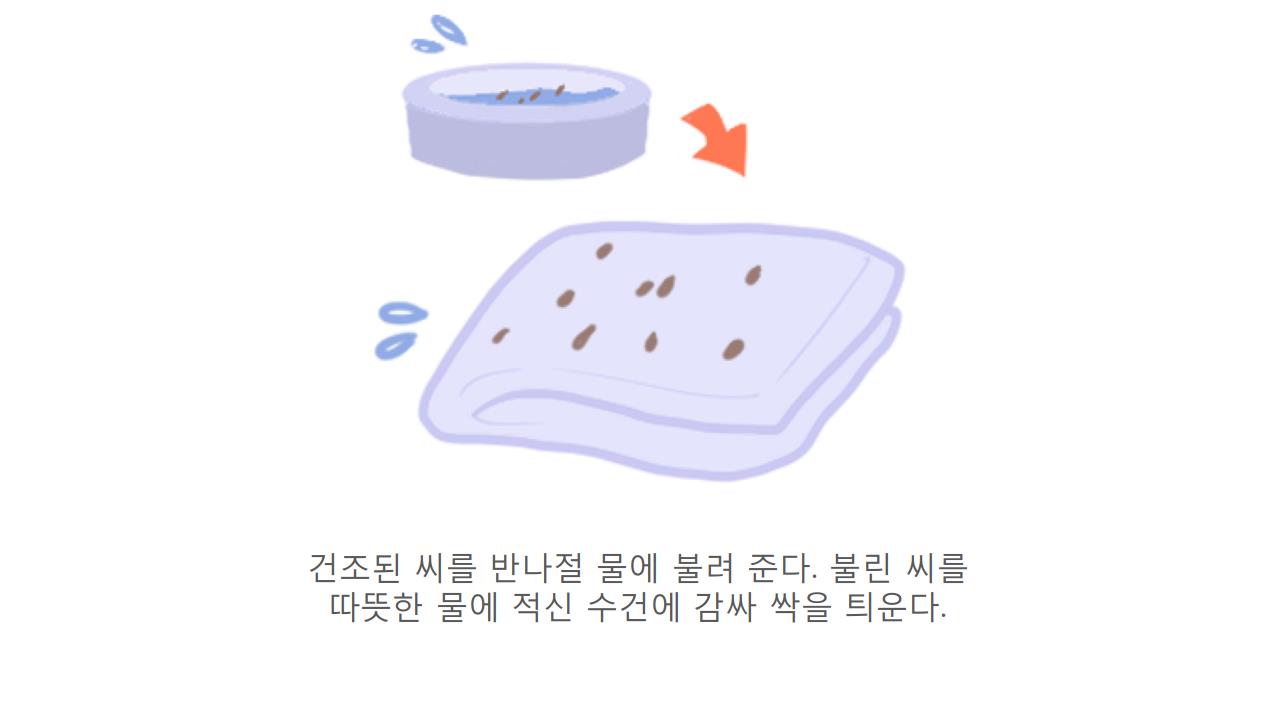 건조된 씨를 반나절 물에 불려 준다. 불린 씨를
따뜻한 물에 적신 수건에 감싸 싹을 틔운다.